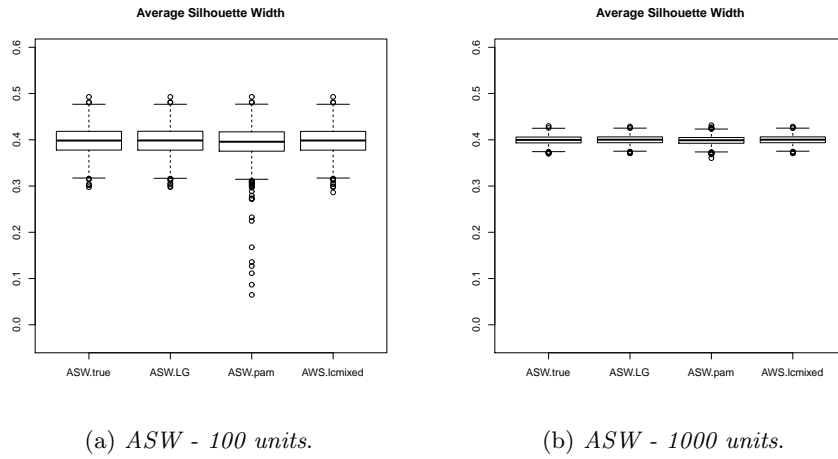 Average Silhouette Width
0.6
0.5
0.4
0.3
0.2
0.1
0.0
ASW.true ASW.LG ASW.pam AWS.lcmixed
(a) ASW - 100 units.
Average Silhouette Width
0.6
0.5
0.4
0.3
0.2
0.1
0.0
ASW.true ASW.LG ASW.pam AWS.lcmixed
(b) ASW - 1000 units.